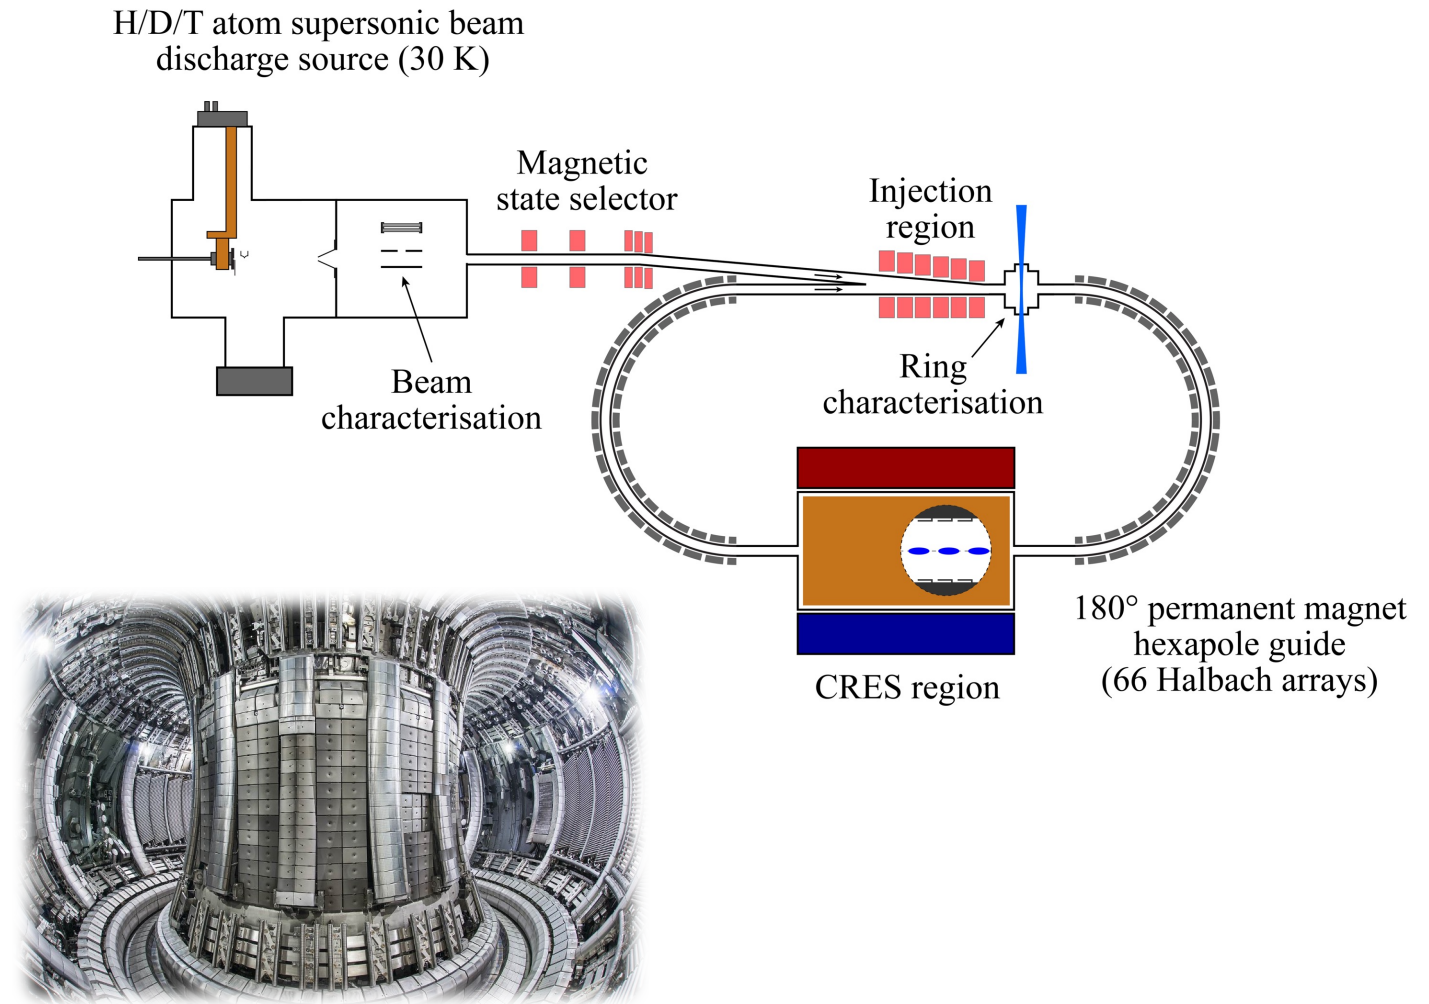 H/D/T atom supersonic beam
discharge source (30 K)
Magnetic
state selector
Injection
region
Beam
characterisation
Ring
characterisation
CRES region
180° permanent magnet
hexapole guide
(66 Halbach arrays)